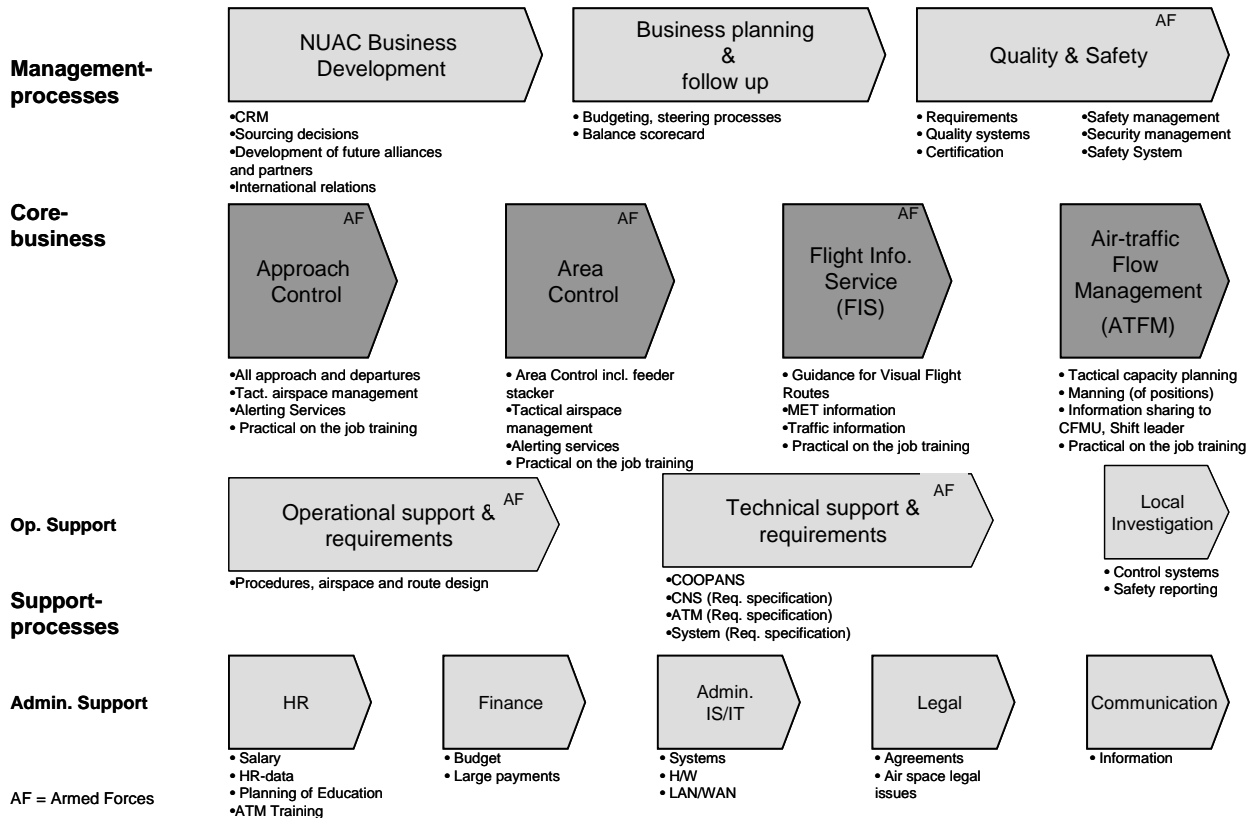 Management-
processes
NUAC Business
Development
Business planning
&
follow up
AF
Quality & Safety
•CRM
•Sourcing decisions
•Development of future alliances
and partners
•International relations
• Budgeting, steering processes
• Balance scorecard
• Requirements
• Quality systems
• Certification
•Safety management
•Security management
•Safety System
Core-
business
AF
Approach
Control
AF
Area
Control
AF
Flight Info.
Service
(FIS)
Air-traffic
Flow
Management
(ATFM)
•All approach and departures
•Tact. airspace management
•Alerting Services
• Practical on the job training
• Area Control incl. feeder
stacker
•Tactical airspace
management
•Alerting services
• Practical on the job training
• Guidance for Visual Flight
Routes
•MET information
•Traffic information
• Practical on the job training
• Tactical capacity planning
• Manning (of positions)
• Information sharing to
CFMU, Shift leader
• Practical on the job training
Op. Support
Operational support &
requirements
AF
Technical support &
requirements
AF
Local
Investigation
•Procedures, airspace and route design
•COOPANS
•CNS (Req. specification)
•ATM (Req. specification)
•System (Req. specification)
• Control systems
• Safety reporting
Support-
processes
Admin. Support
HR
Finance
Admin.
IS/IT
Legal
Communication
• Salary
• HR-data
• Planning of Education
•ATM Training
• Budget
• Large payments
• Systems
• H/W
• LAN/WAN
• Agreements
• Air space legal
issues
• Information
AF = Armed Forces